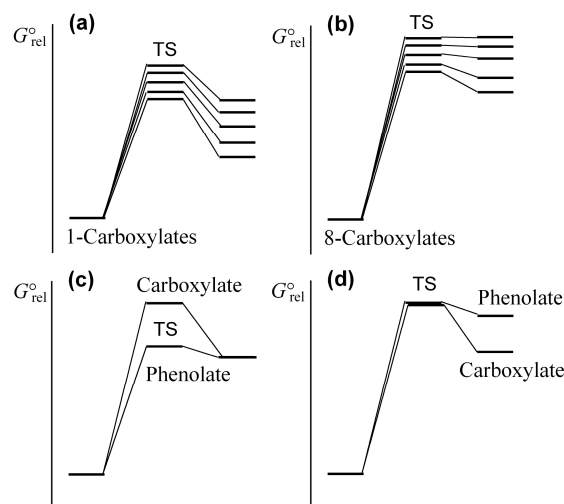 (a)
G°rel
TS
1-Carboxylates
(b)
G°rel
TS
8-Carboxylates
(c)
G°rel
Carboxylate
TS
Phenolate
(d)
G°rel
TS
Phenolate
Carboxylate